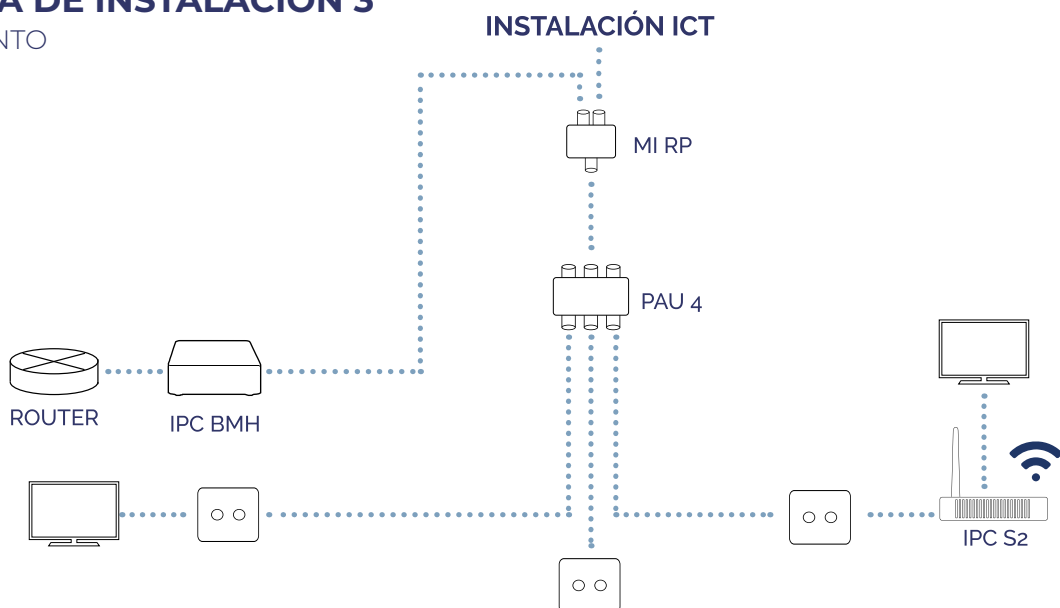 A DE INSTALACIÓN 3
NTO
INSTALACIÓN ICT
MI RP
PAU 4
ROUTER
IPC BMH
IPC S2